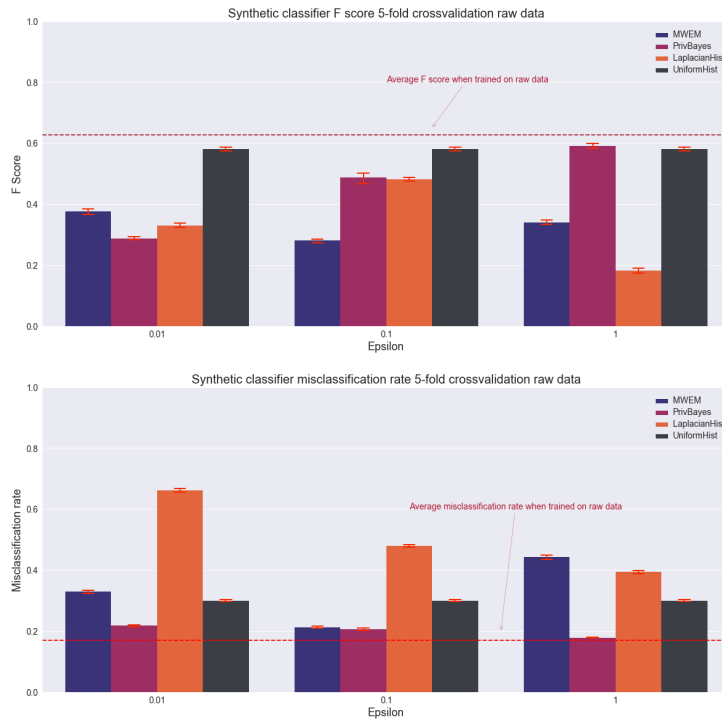 Synthetic classifier F score 5-fold crossvalidation raw data
1.0
0.8
0.6
0.4
0.2
0.0
F Score
MWEM
PrivBayes
LaplacianHis
UniformHist
Average F score when trained on raw data
0.01
0.1
1
Epsilon
Synthetic classifier misclassification rate 5-fold crossvalidation raw data
1.0
0.8
0.6
0.4
0.2
0.0
Misclassification rate
MWEM
PrivBayes
LaplacianHis
UniformHist
Average misclassification rate when trained on raw data
0.01
0.1
1
Epsilon